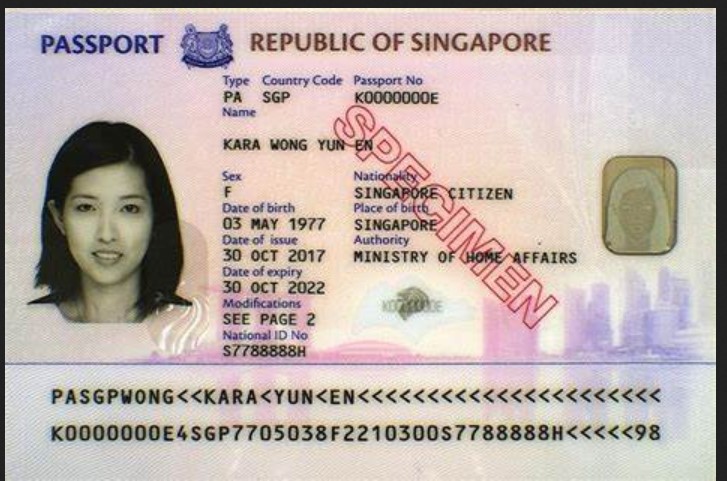 PASSPORT REPUBLIC OF SINGAPORE
Type Country Code Passport No
PA SGP K0000000E
Name
KARA WONG YUN EN
Sex Nationality
F SINGAPORE CITIZEN
Date of birth Place of birth
03 MAY 1977 SINGAPORE
Date of issue Authority
30 OCT 2017 MINISTRY OF HOME AFFAIRS
Date of expiry
30 OCT 2022
Modifications
SEE PAGE 2
National ID No
S7788888H
SPECIMEN
PASGPWONG<<KARA<YUN<EN<<<<<<<<<<<<<<<<<<<<<<
K0000000E4SGP7705038F2210300S7788888H<<<<<98